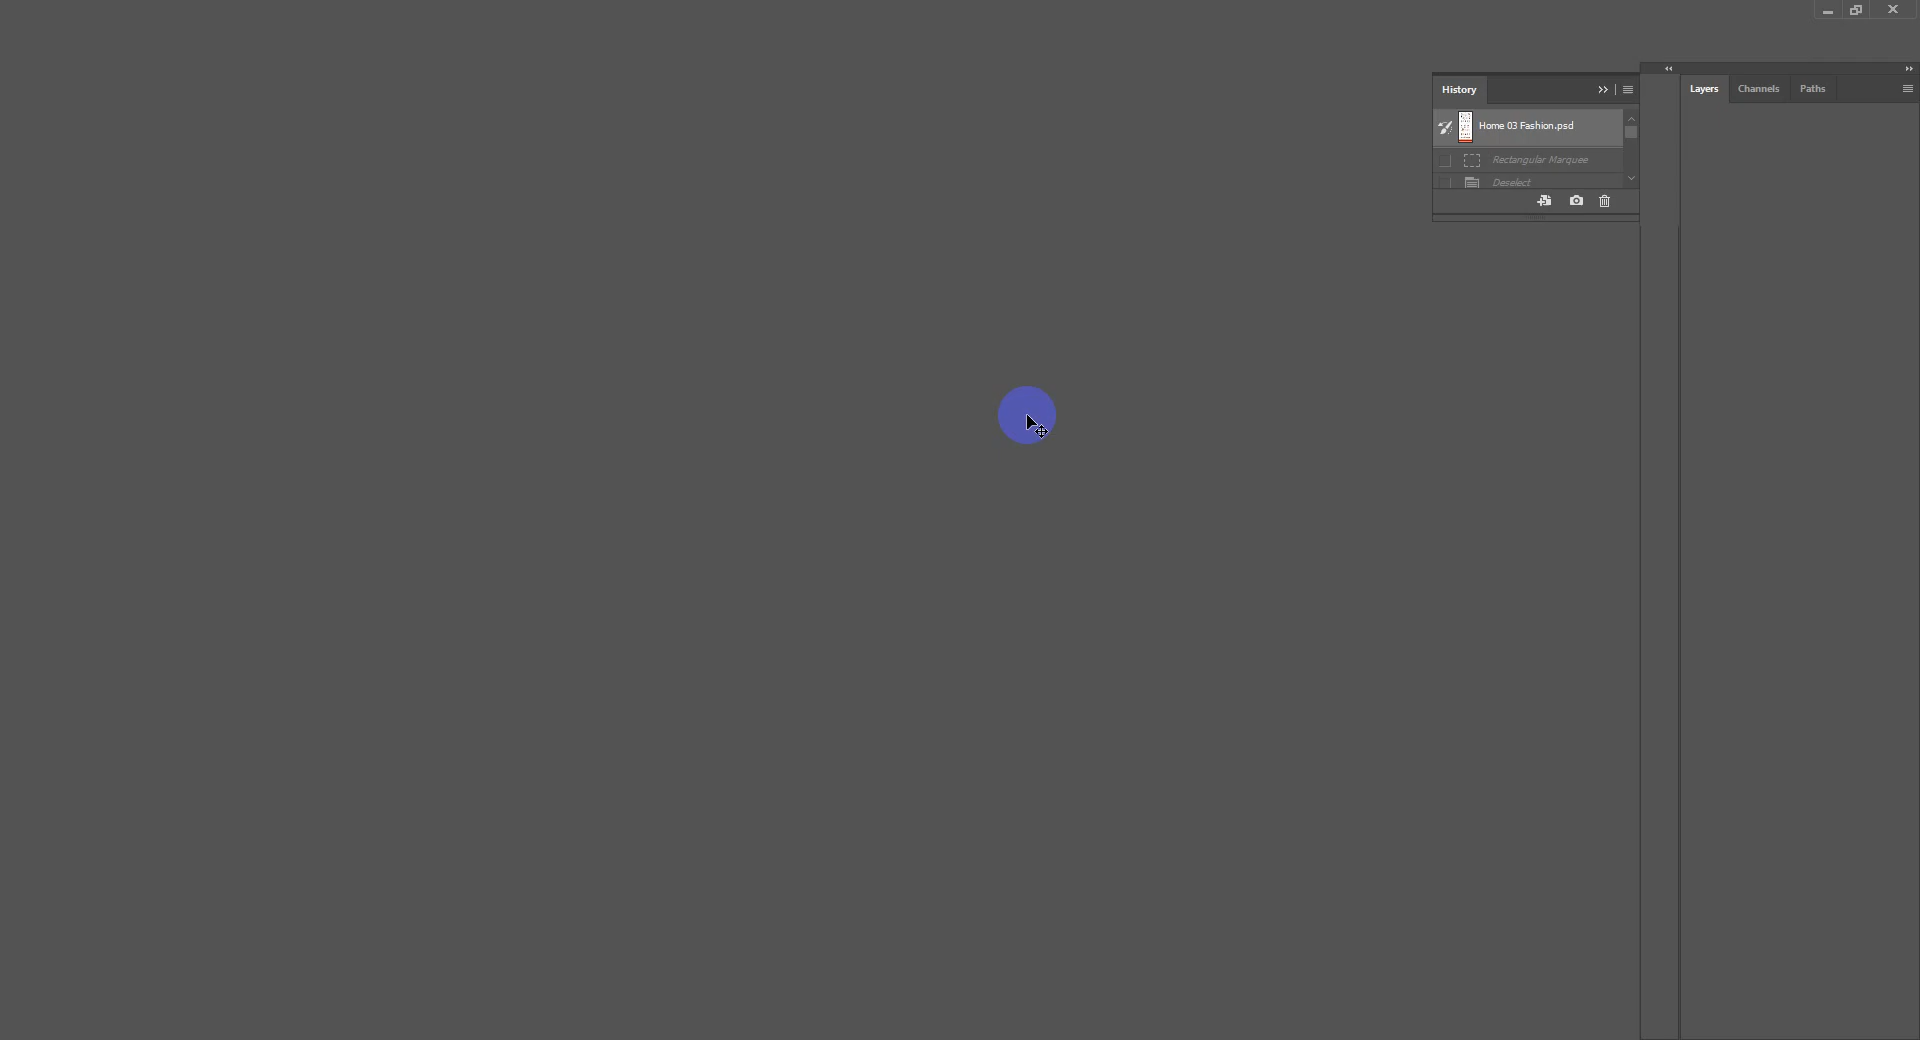 History
Layers
Channels
Paths
Home 03 Fashion.psd
Rectangular Marquee
Deselect